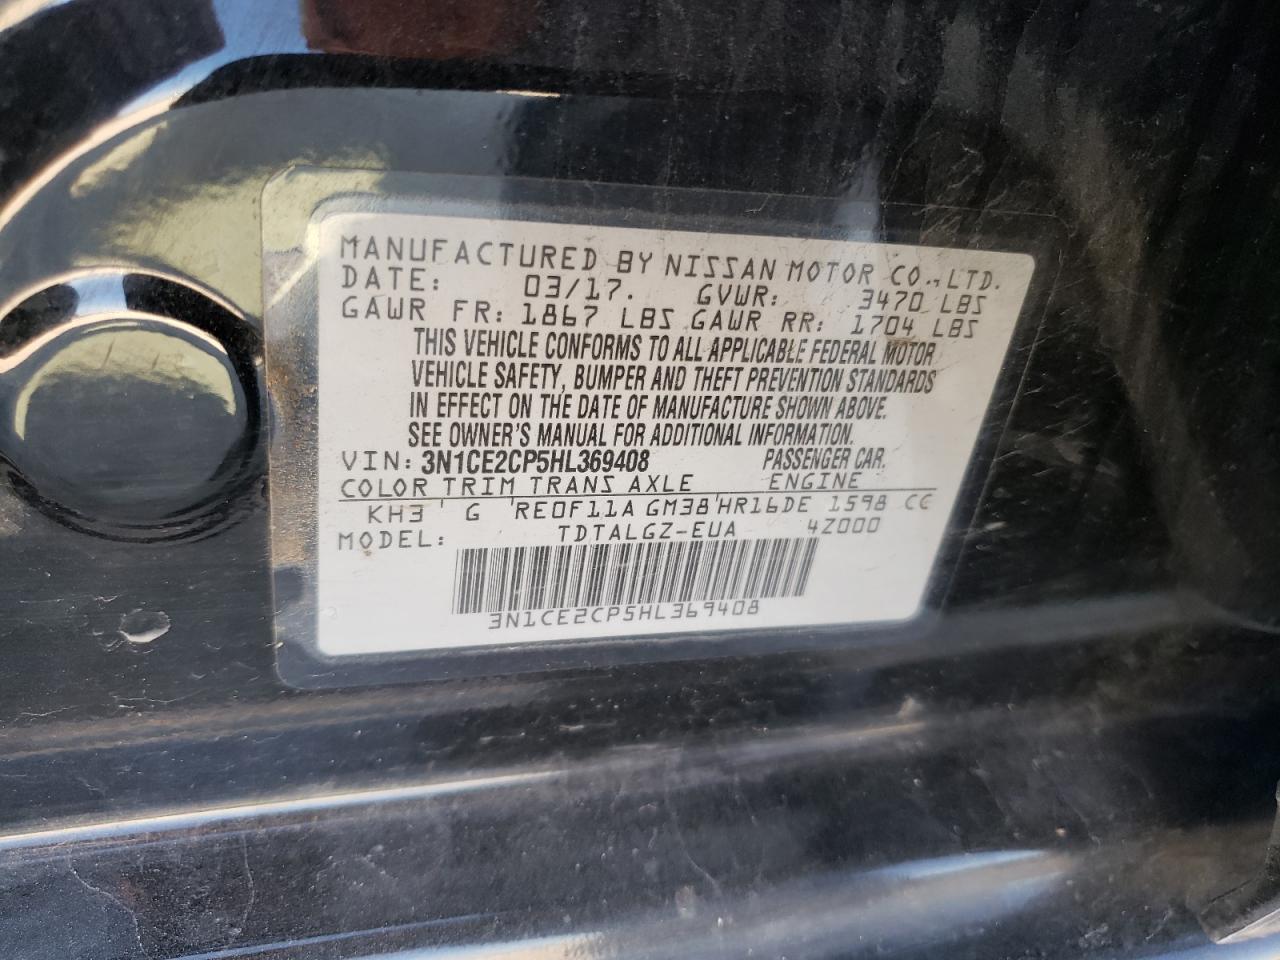 MANUFACTURED BY NISSAN MOTOR CO., LTD.
DATE: 03/17. GVWR: 3470 LBS
GAWR FR: 1867 LBS GAWR RR: 1704 LBS
THIS VEHICLE CONFORMS TO ALL APPLICABLE FEDERAL MOTOR
VEHICLE SAFETY, BUMPER AND THEFT PREVENTION STANDARDS
IN EFFECT ON THE DATE OF MANUFACTURE SHOWN ABOVE.
SEE OWNER'S MANUAL FOR ADDITIONAL INFORMATION.
VIN: 3N1CE2CP5HL369408 PASSENGER CAR.
COLOR TRIM TRANS AXLE ENGINE
KH3 ' G ' RE0F11A GM38 ' HR16DE 1598 CC
MODEL: TDTALGZ-EUA 4Z000
3N1CE2CP5HL369408